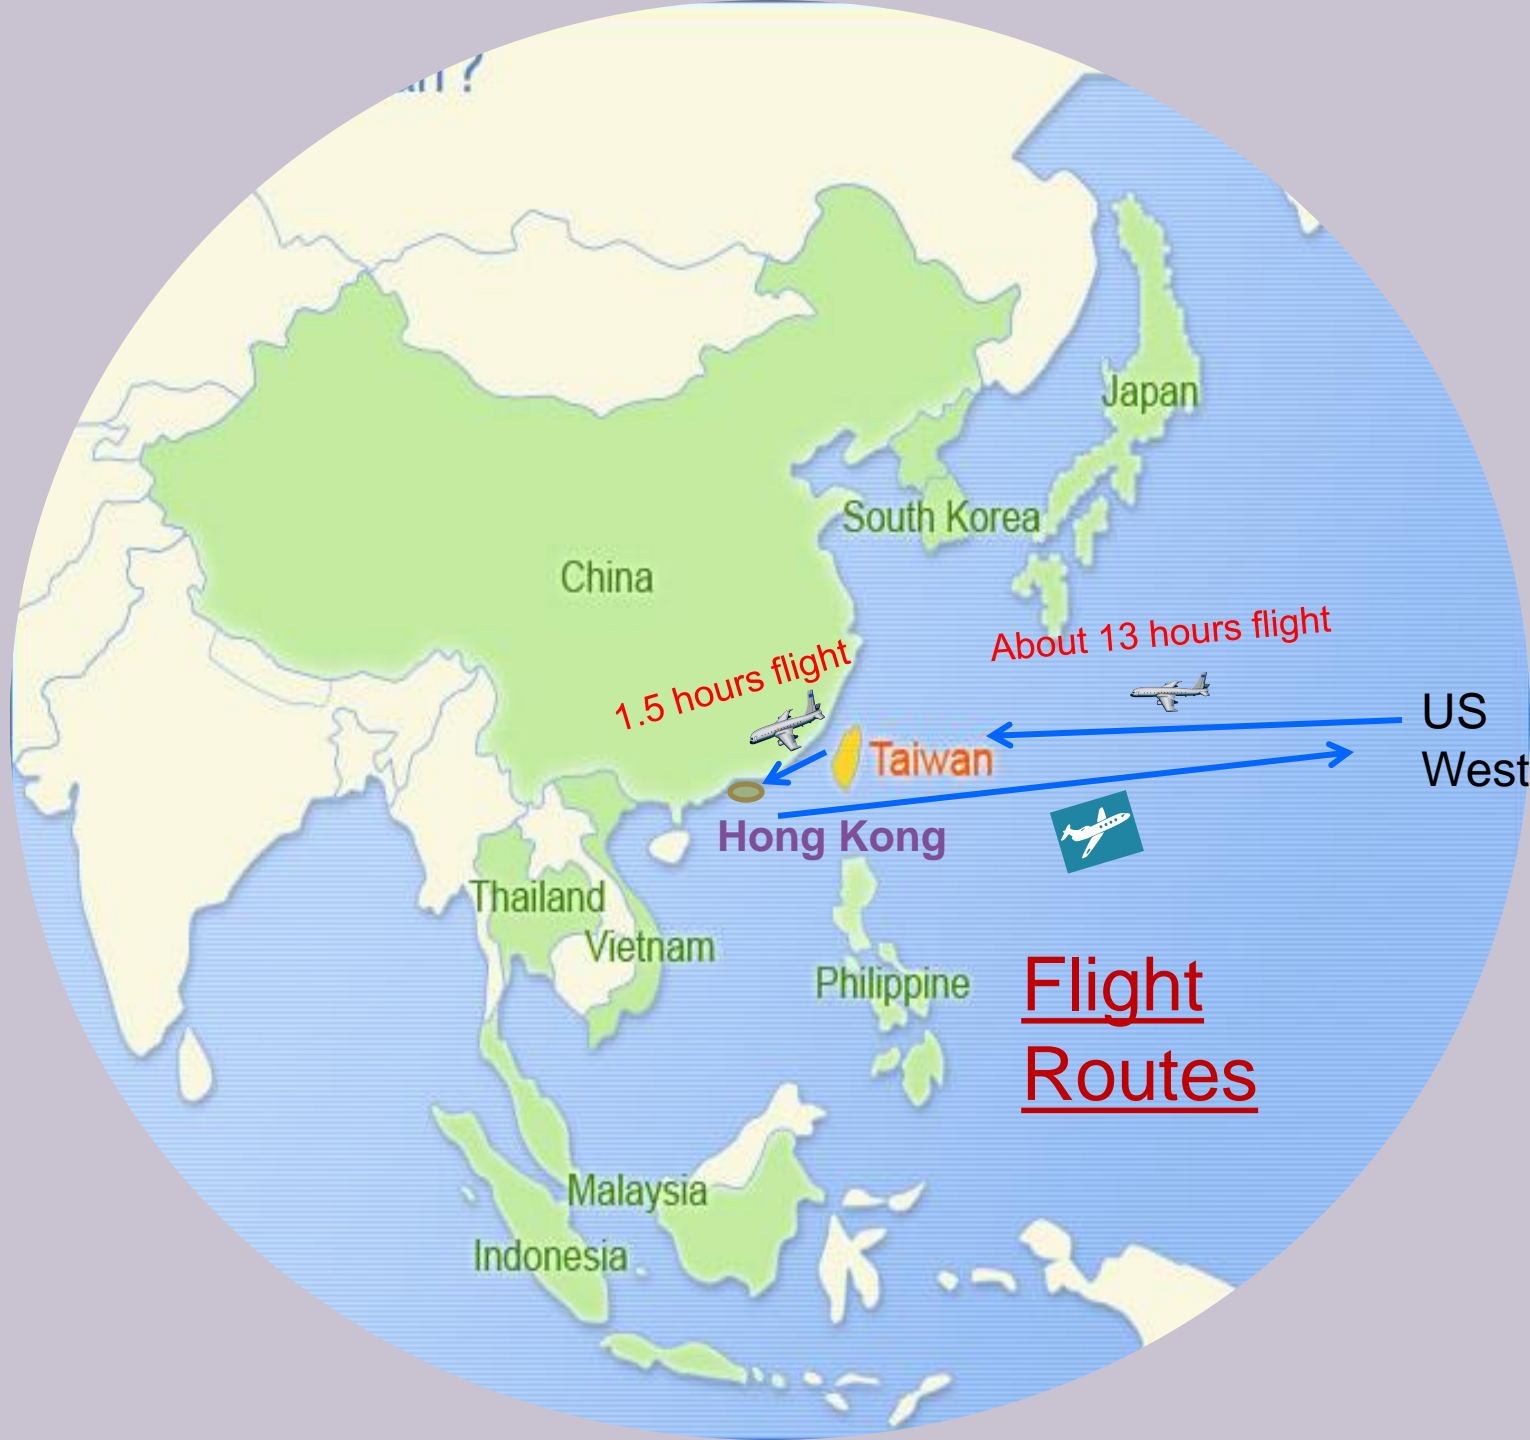 Japan
South Korea
China
About 13 hours flight
1.5 hours flight
US
West
Taiwan
Hong Kong
Thailand
Vietnam
Philippine
Flight
Routes
Malaysia
Indonesia